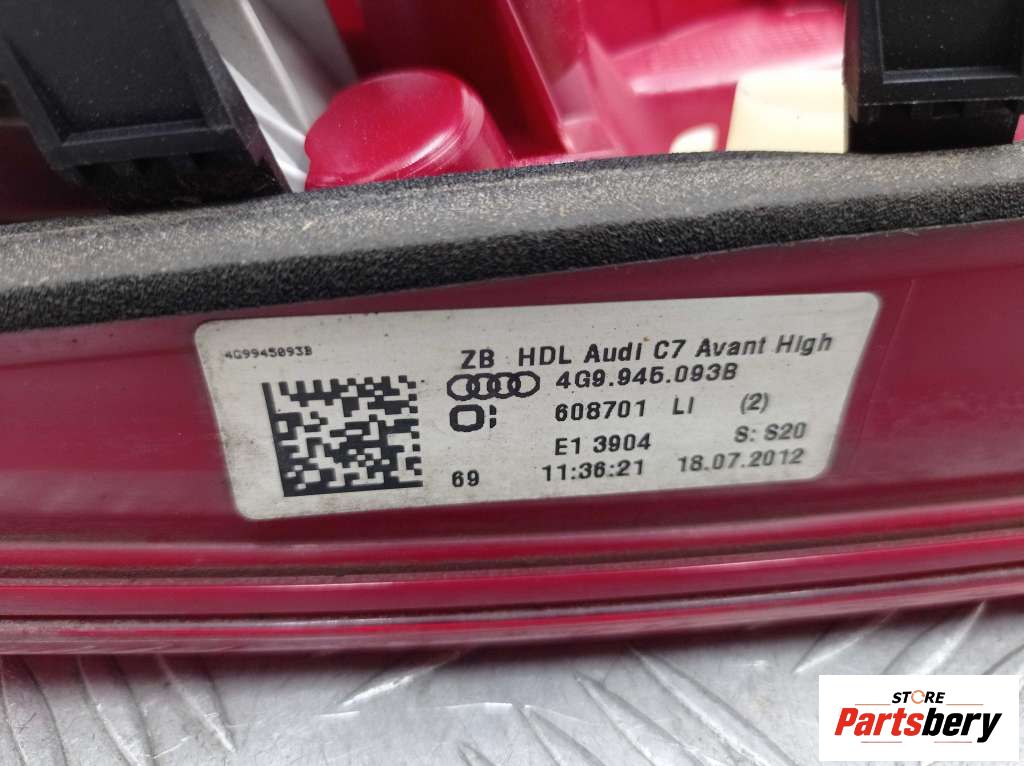 4G9945093B
ZB HDL Audi C7 Avant High
4G9.945.093B
608701 LI (2)
E1 3904 S: S20
69 11:36:21 18.07.2012
STORE
Partsbery